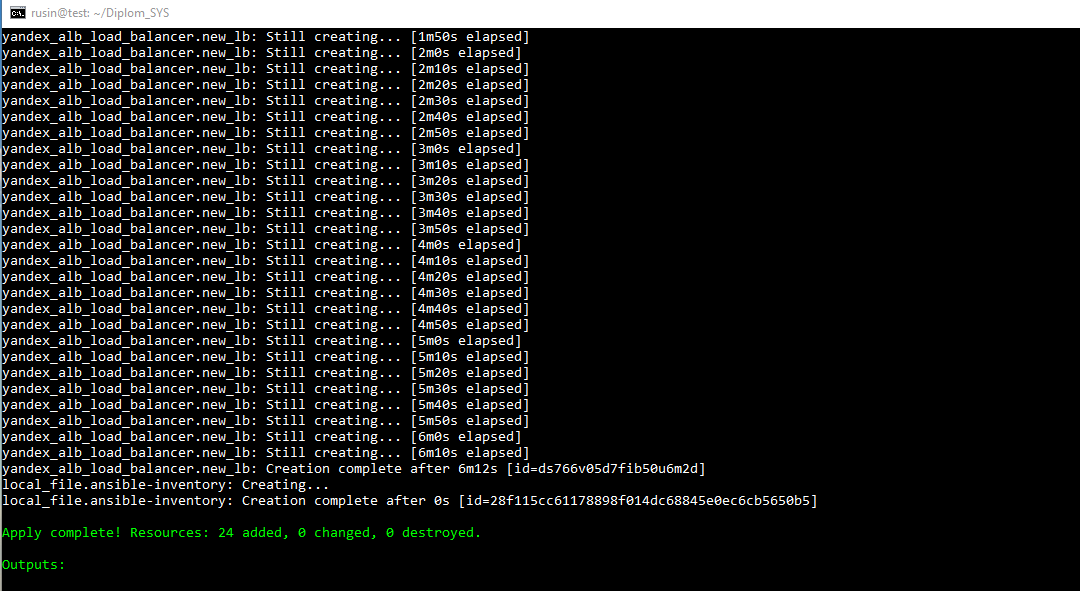 rusin@test: ~/Diplom_SYS
yandex_alb_load_balancer.new_lb: Still creating... [1m50s elapsed]
yandex_alb_load_balancer.new_lb: Still creating... [2m0s elapsed]
yandex_alb_load_balancer.new_lb: Still creating... [2m10s elapsed]
yandex_alb_load_balancer.new_lb: Still creating... [2m20s elapsed]
yandex_alb_load_balancer.new_lb: Still creating... [2m30s elapsed]
yandex_alb_load_balancer.new_lb: Still creating... [2m40s elapsed]
yandex_alb_load_balancer.new_lb: Still creating... [2m50s elapsed]
yandex_alb_load_balancer.new_lb: Still creating... [3m0s elapsed]
yandex_alb_load_balancer.new_lb: Still creating... [3m10s elapsed]
yandex_alb_load_balancer.new_lb: Still creating... [3m20s elapsed]
yandex_alb_load_balancer.new_lb: Still creating... [3m30s elapsed]
yandex_alb_load_balancer.new_lb: Still creating... [3m40s elapsed]
yandex_alb_load_balancer.new_lb: Still creating... [3m50s elapsed]
yandex_alb_load_balancer.new_lb: Still creating... [4m0s elapsed]
yandex_alb_load_balancer.new_lb: Still creating... [4m10s elapsed]
yandex_alb_load_balancer.new_lb: Still creating... [4m20s elapsed]
yandex_alb_load_balancer.new_lb: Still creating... [4m30s elapsed]
yandex_alb_load_balancer.new_lb: Still creating... [4m40s elapsed]
yandex_alb_load_balancer.new_lb: Still creating... [4m50s elapsed]
yandex_alb_load_balancer.new_lb: Still creating... [5m0s elapsed]
yandex_alb_load_balancer.new_lb: Still creating... [5m10s elapsed]
yandex_alb_load_balancer.new_lb: Still creating... [5m20s elapsed]
yandex_alb_load_balancer.new_lb: Still creating... [5m30s elapsed]
yandex_alb_load_balancer.new_lb: Still creating... [5m40s elapsed]
yandex_alb_load_balancer.new_lb: Still creating... [5m50s elapsed]
yandex_alb_load_balancer.new_lb: Still creating... [6m0s elapsed]
yandex_alb_load_balancer.new_lb: Still creating... [6m10s elapsed]
yandex_alb_load_balancer.new_lb: Creation complete after 6m12s [id=ds766v05d7fib50u6m2d]
local_file.ansible-inventory: Creating...
local_file.ansible-inventory: Creation complete after 0s [id=28f115cc61178898f014dc68845e0ec6cb5650b5]
Apply complete! Resources: 24 added, 0 changed, 0 destroyed.
Outputs: